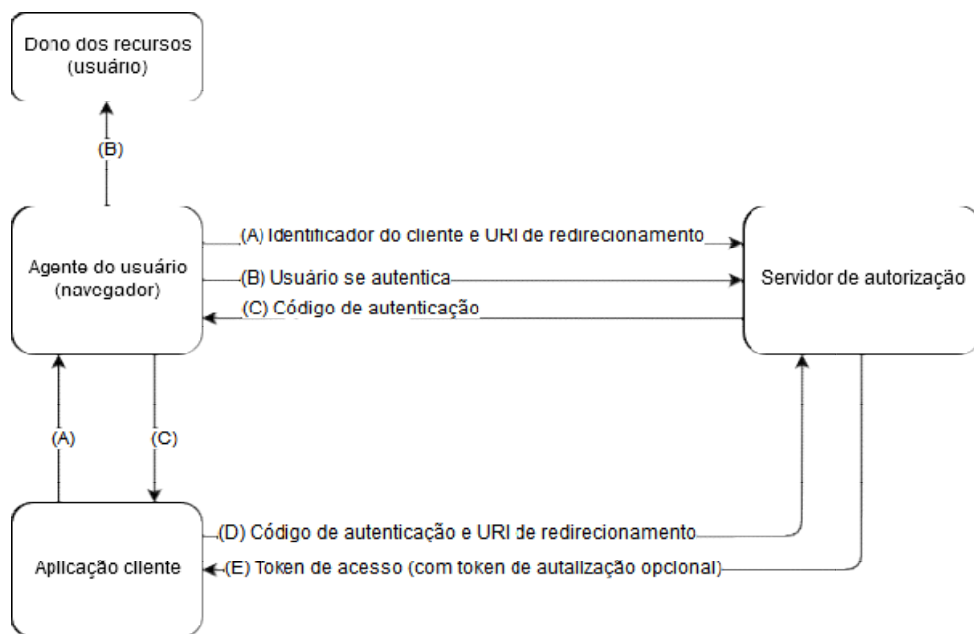 Dono dos recursos
(usuário)
(B)
(A) Identificador do cliente e URI de redirecionamento
Agente do usuário
(navegador)
(B) Usuário se autentica
Servidor de autorização
(C) Código de autenticação
(A)
(C)
(D) Código de autenticação e URI de redirecionamento
Aplicação cliente
(E) Token de acesso (com token de autalização opcional)